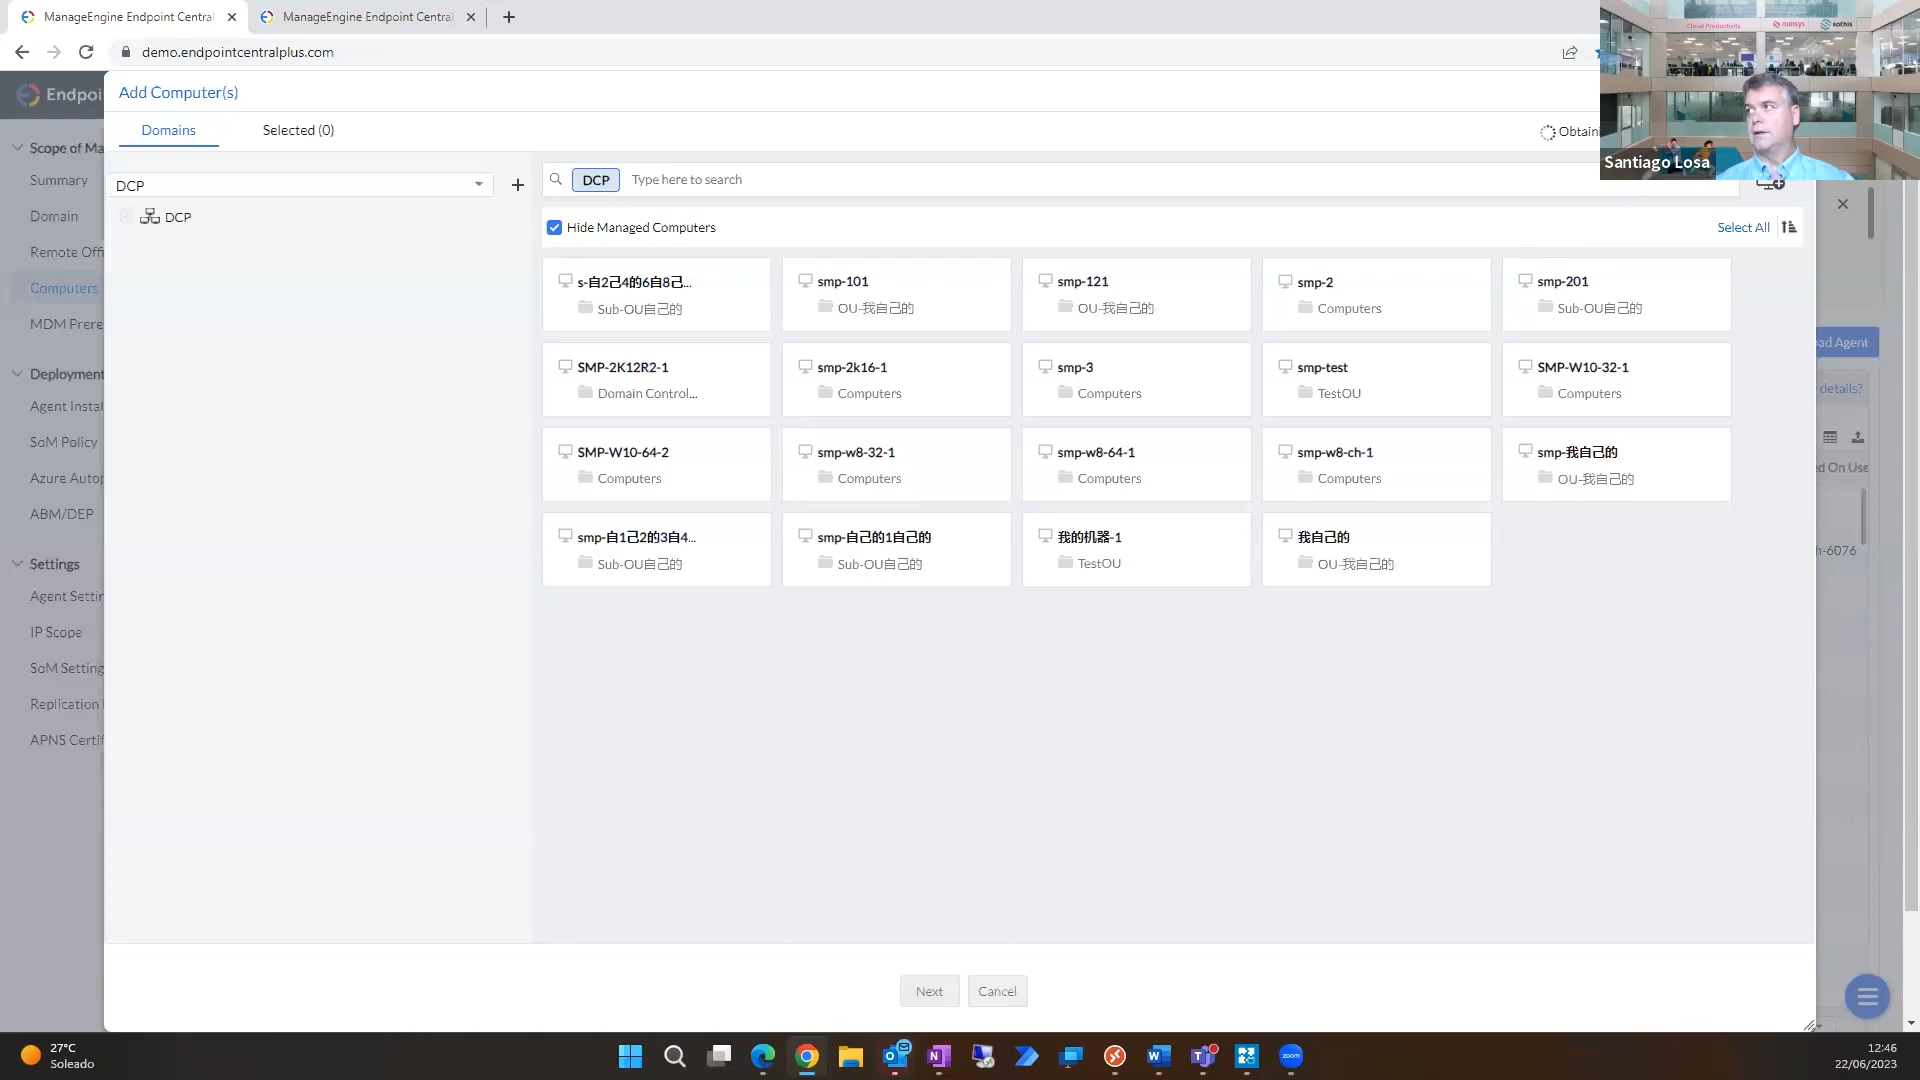 ManageEngine Endpoint Central
ManageEngine Endpoint Central
demo.endpointcentralplus.com
Cloud Productivity
nunsys
sothis
Santiago Losa
Add Computer(s)
Domains
Selected (0)
Obtaini
Scope of Ma
Summary
Domain
Remote Offi
Computers
MDM Prere
Deployment
Agent Instal
SoM Policy
Azure Autop
ABM/DEP
Settings
Agent Settin
IP Scope
SoM Setting
Replication
APNS Certif
DCP
DCP
DCP
Type here to search
Hide Managed Computers
Select All
s-自2己4的6自8己...
Sub-OU自己的
smp-101
OU-我自己的
smp-121
OU-我自己的
smp-2
Computers
smp-201
Sub-OU自己的
SMP-2K12R2-1
Domain Control...
smp-2k16-1
Computers
smp-3
Computers
smp-test
TestOU
SMP-W10-32-1
Computers
SMP-W10-64-2
Computers
smp-w8-32-1
Computers
smp-w8-64-1
Computers
smp-w8-ch-1
Computers
smp-我自己的
OU-我自己的
smp-自1己2的3自4...
Sub-OU自己的
smp-自己的1自己的
Sub-OU自己的
我的机器-1
TestOU
我自己的
OU-我自己的
oad Agent
details?
ed On Use
h-6076
Next
Cancel
27°C
Soleado
zoom
12:46
22/06/2023